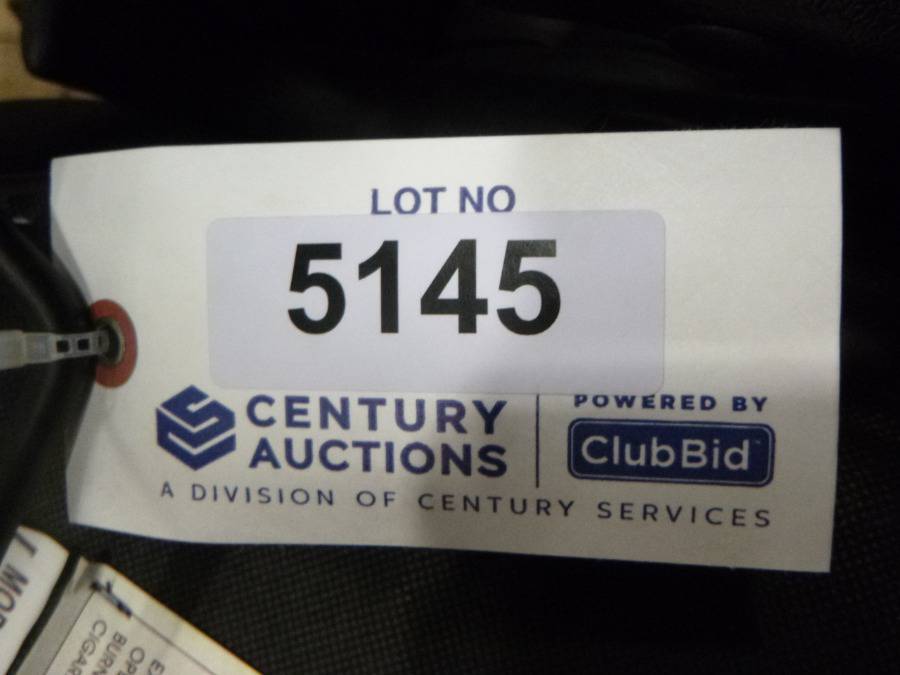 LOT NO
5145
CENTURY
AUCTIONS
POWERED BY
ClubBid
A DIVISION OF CENTURY SERVICES